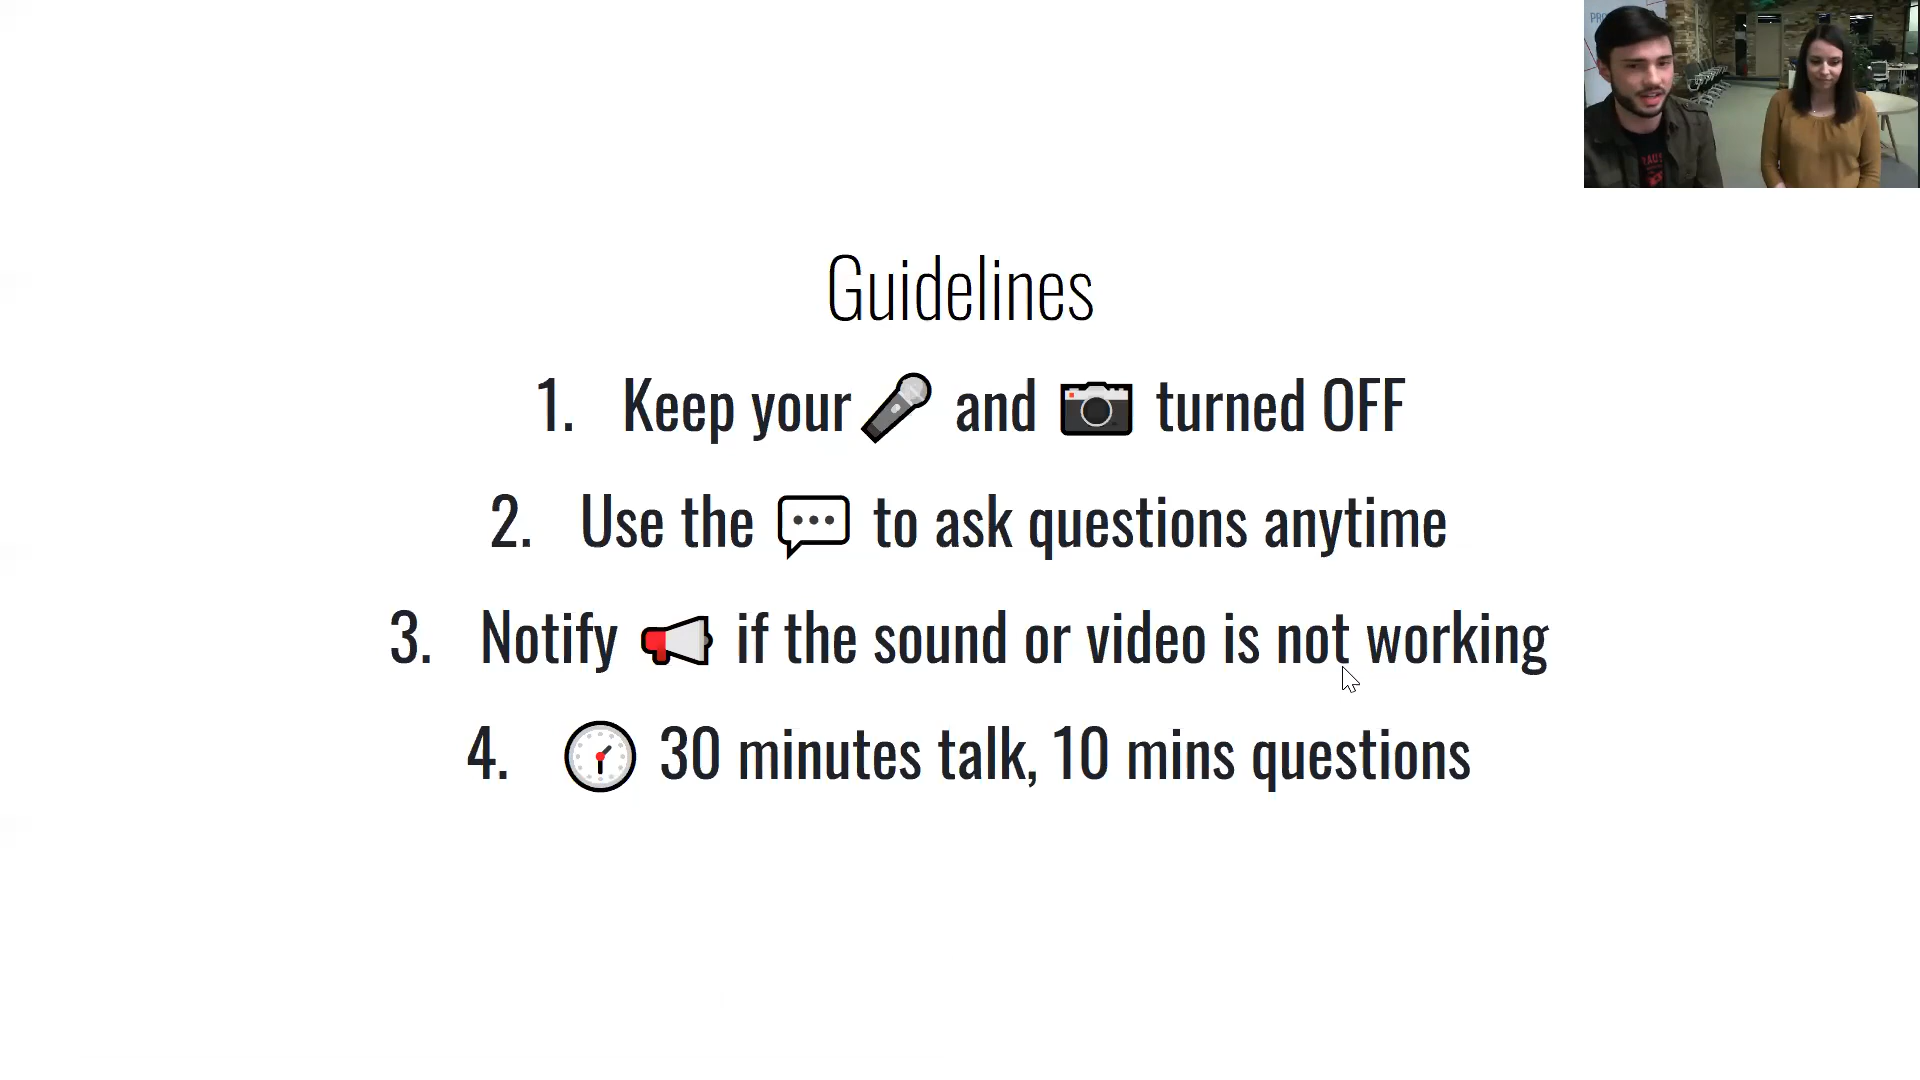 Guidelines
1. Keep your 🎤 and 📷 turned OFF
2. Use the 💬 to ask questions anytime
3. Notify 📢 if the sound or video is not working
4. 🕐 30 minutes talk, 10 mins questions